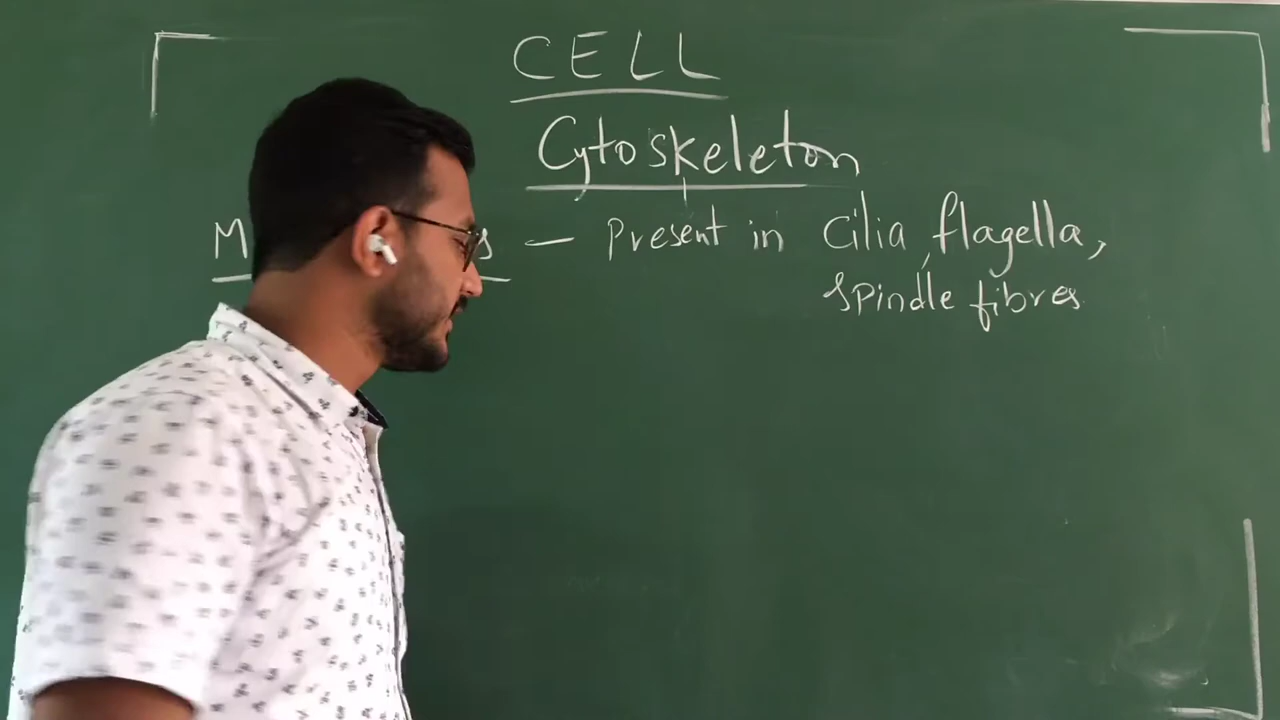 CELL
Cytoskeleton
— Present in Cilia, flagella,
spindle fibres